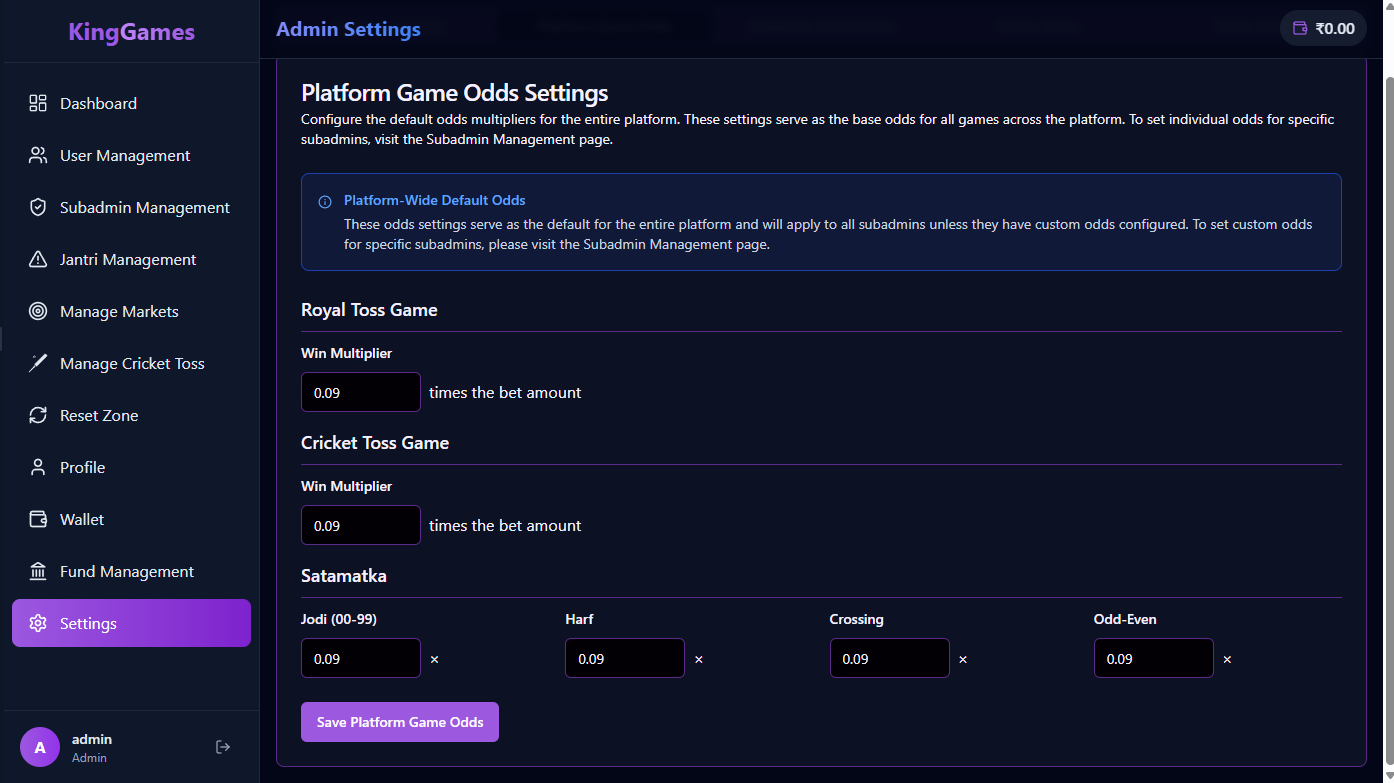 KingGames
Dashboard
User Management
Subadmin Management
Jantri Management
Manage Markets
Manage Cricket Toss
Reset Zone
Profile
Wallet
Fund Management
Settings
A
admin
Admin
Admin Settings
₹0.00
Platform Game Odds Settings
Configure the default odds multipliers for the entire platform. These settings serve as the base odds for all games across the platform. To set individual odds for specific
subadmins, visit the Subadmin Management page.
Platform-Wide Default Odds
These odds settings serve as the default for the entire platform and will apply to all subadmins unless they have custom odds configured. To set custom odds
for specific subadmins, please visit the Subadmin Management page.
Royal Toss Game
Win Multiplier
0.09 times the bet amount
Cricket Toss Game
Win Multiplier
0.09 times the bet amount
Satamatka
Jodi (00-99) Harf Crossing Odd-Even
0.09 × 0.09 × 0.09 × 0.09 ×
Save Platform Game Odds